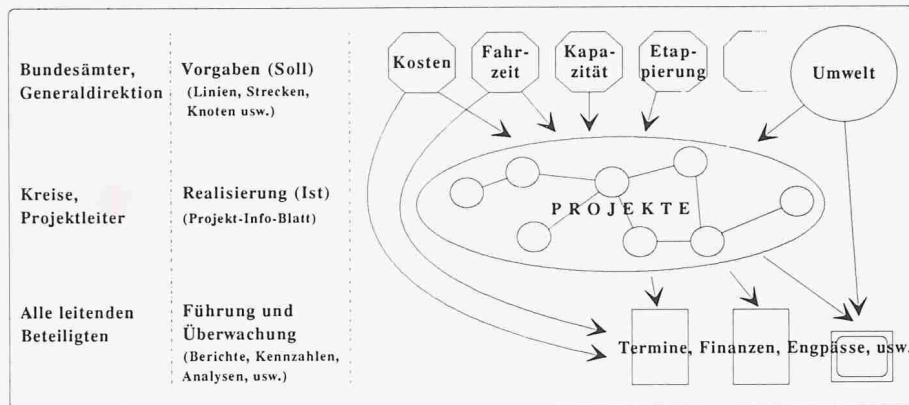 Bundesämter,
Generaldirektion
Vorgaben (Soll)
(Linien, Strecken,
Knoten usw.)
Kosten
Fahr-
zeit
Kapa-
zität
Etap-
pierung
Umwelt
Kreise,
Projektleiter
Realisierung (Ist)
(Projekt-Info-Blatt)
PROJEKTE
Alle leitenden
Beteiligten
Führung und
Überwachung
(Berichte, Kennzahlen,
Analysen, usw.)
Termine, Finanzen, Engpässe, usw.